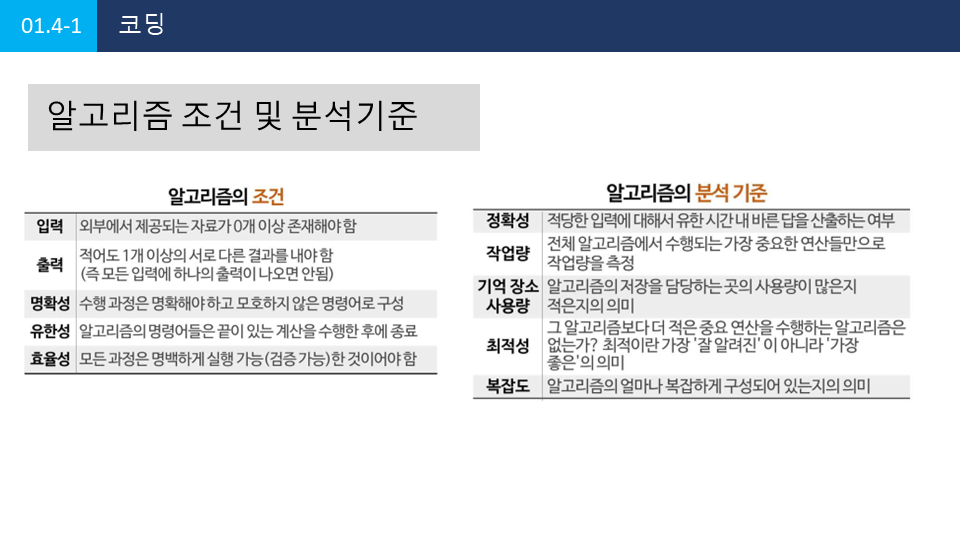 01.4-1 코딩
알고리즘 조건 및 분석기준
알고리즘의 조건
입력 외부에서 제공되는 자료가 0개 이상 존재해야 함
출력 적어도 1개 이상의 서로 다른 결과를 내야 함
(즉 모든 입력에 하나의 출력이 나오면 안됨)
명확성 수행 과정은 명확해야 하고 모호하지 않은 명령어로 구성
유한성 알고리즘의 명령어들은 끝이 있는 계산을 수행한 후에 종료
효율성 모든 과정은 명백하게 실행 가능(검증 가능)한 것이어야 함
알고리즘의 분석 기준
정확성 적당한 입력에 대해서 유한 시간 내 바른 답을 산출하는 여부
작업량 전체 알고리즘에서 수행되는 가장 중요한 연산들만으로
작업량을 측정
기억 장소 알고리즘의 저장을 담당하는 곳의 사용량이 많은지
사용량 적은지의 의미
최적성 그 알고리즘보다 더 적은 중요 연산을 수행하는 알고리즘은
없는가? 최적이란 가장 '잘 알려진' 이 아니라 '가장
좋은'의 의미
복잡도 알고리즘의 얼마나 복잡하게 구성되어 있는지의 의미